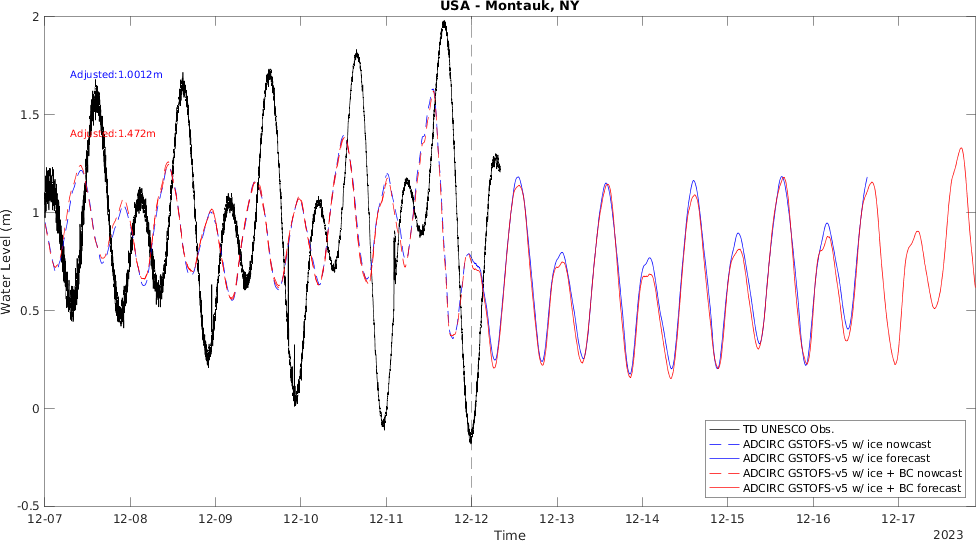 USA - Montauk, NY
Adjusted:1.0012m
Adjusted:1.472m
Water Level (m)
2
1.5
1
0.5
0
-0.5
TD UNESCO Obs.
ADCIRC GSTOFS-v5 w/ ice nowcast
ADCIRC GSTOFS-v5 w/ ice forecast
ADCIRC GSTOFS-v5 w/ ice + BC nowcast
ADCIRC GSTOFS-v5 w/ ice + BC forecast
12-07 12-08 12-09 12-10 12-11 12-12 12-13 12-14 12-15 12-16 12-17
Time
2023